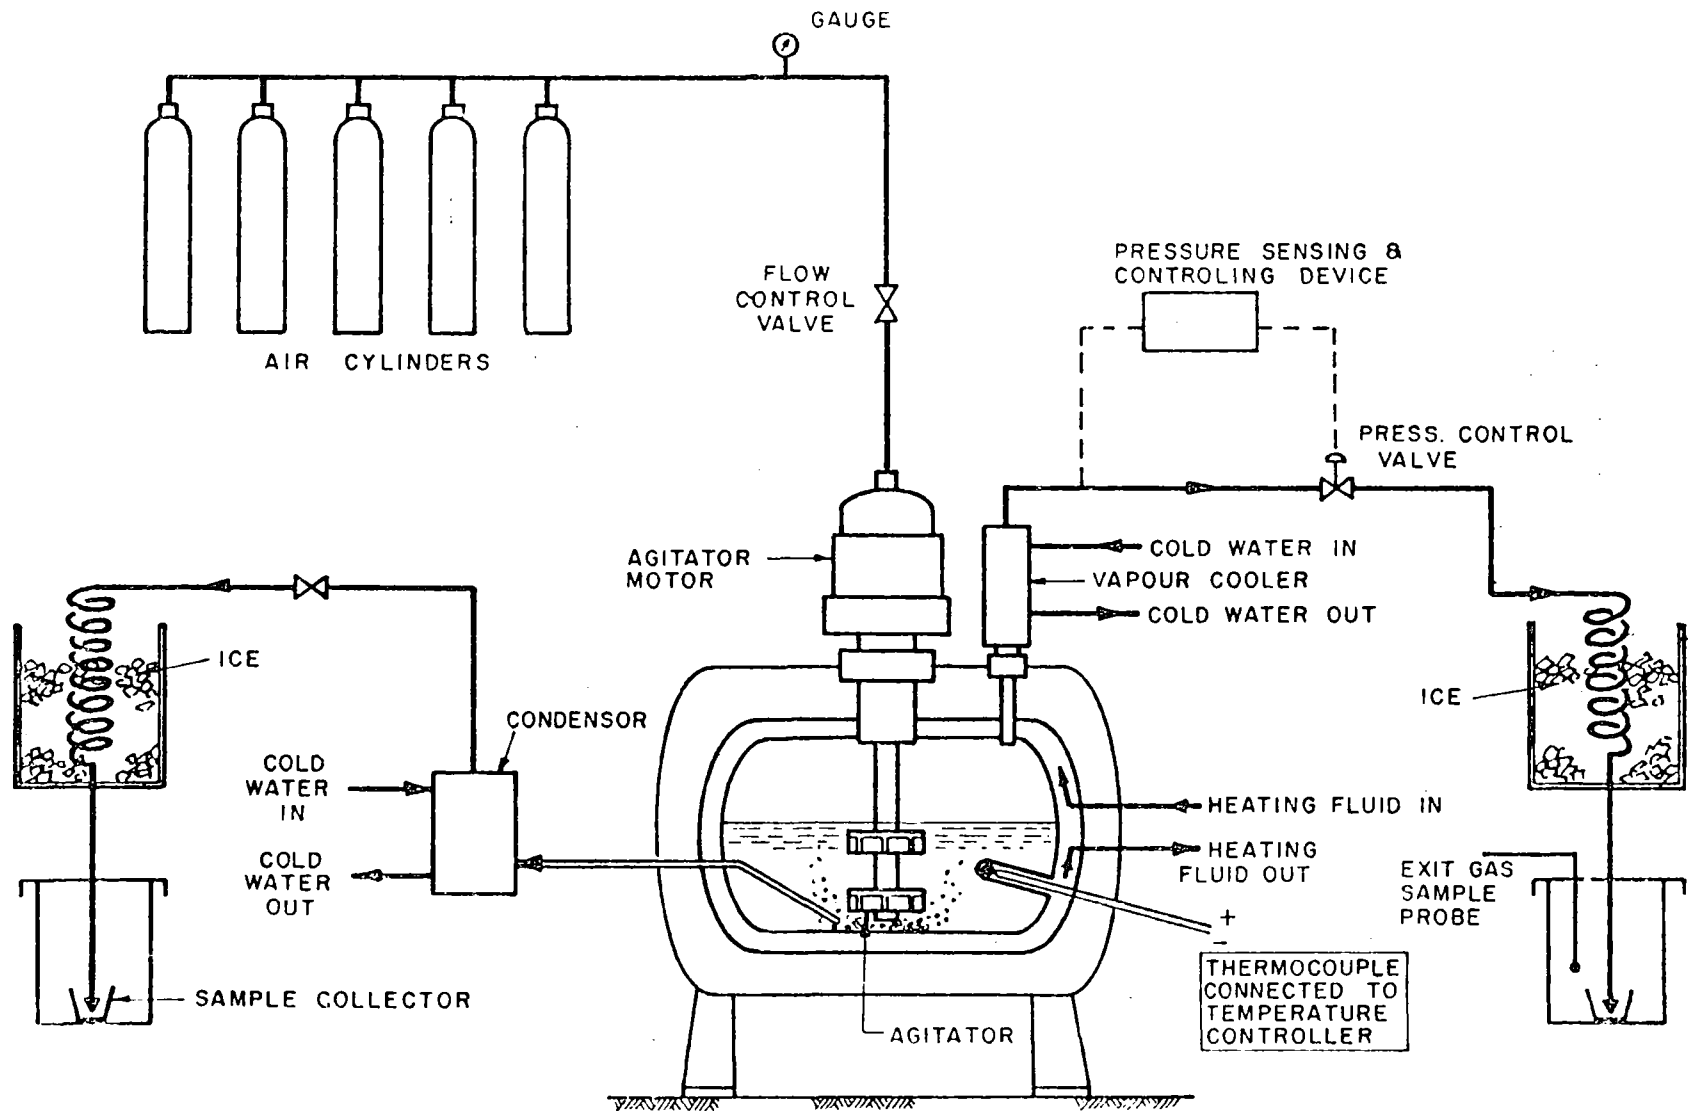 GAUGE
FLOW
CONTROL
VALVE
AIR CYLINDERS
PRESSURE SENSING &
CONTROLING DEVICE
PRESS. CONTROL
VALVE
AGITATOR
MOTOR
COLD WATER IN
VAPOUR COOLER
COLD WATER OUT
ICE
CONDENSOR
ICE
COLD
WATER
IN
COLD
WATER
OUT
HEATING FLUID IN
HEATING
FLUID OUT
EXIT GAS
SAMPLE
PROBE
+
−
THERMOCOUPLE
CONNECTED TO
TEMPERATURE
CONTROLLER
SAMPLE COLLECTOR
AGITATOR